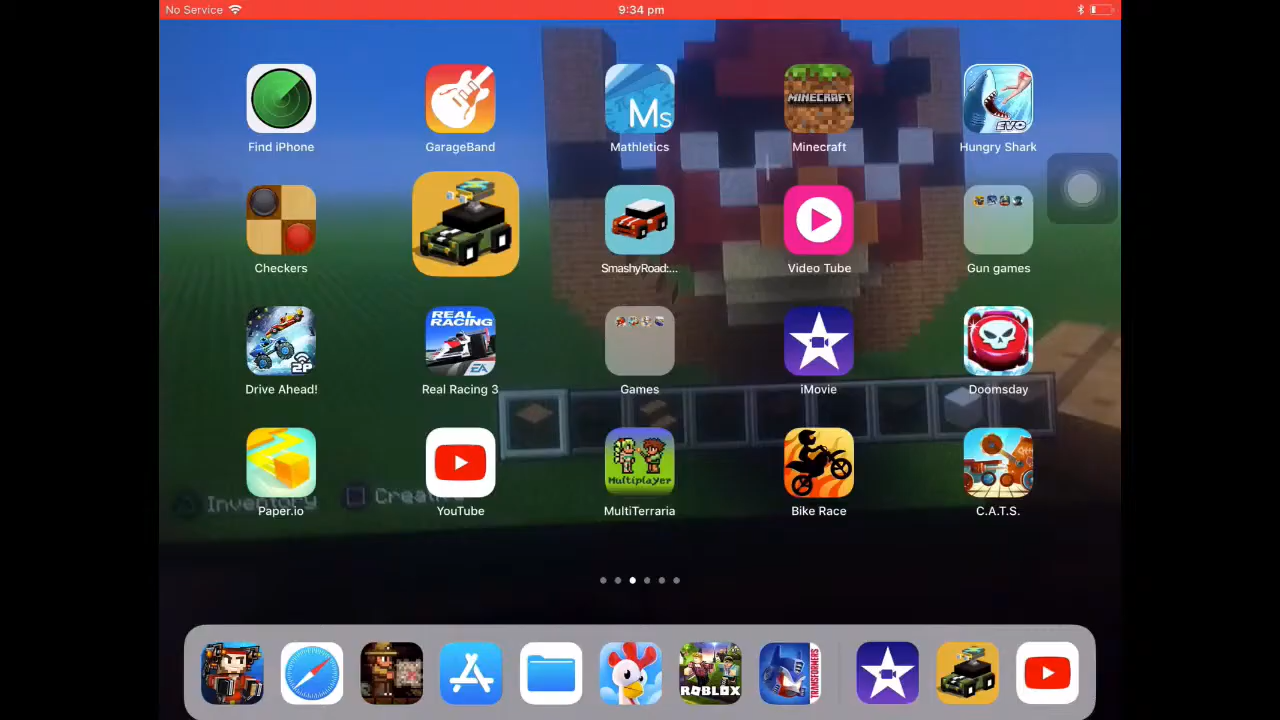 No Service
9:34 pm
MINECRAFT
EVO
Ms
Find iPhone
GarageBand
Mathletics
Minecraft
Hungry Shark
Checkers
SmashyRoad:...
Video Tube
Gun games
REAL RACING
EA
2P
Drive Ahead!
Real Racing 3
Games
iMovie
Doomsday
Multiplayer
Inventory
Paper.io
YouTube
MultiTerraria
Bike Race
C.A.T.S.
ROBLOX
TRANSFORMERS